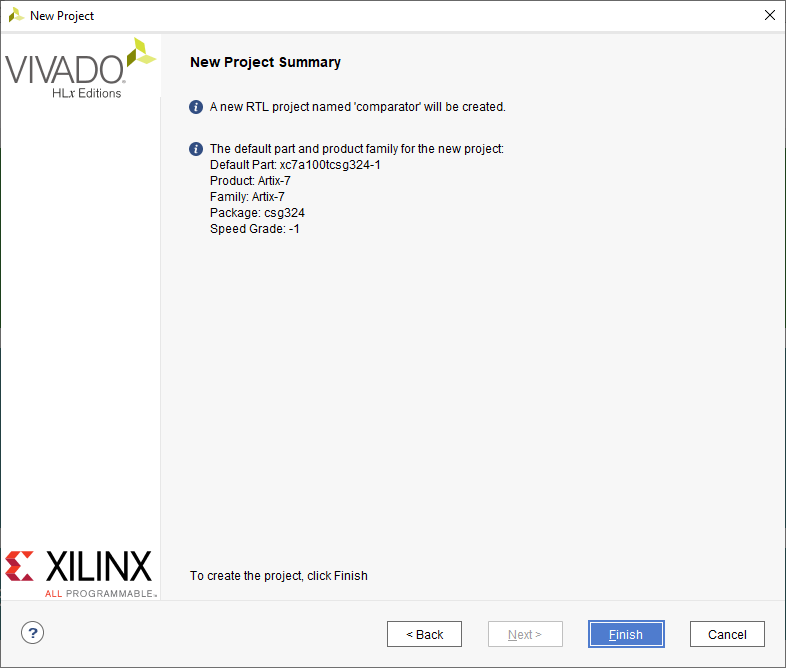 New Project
VIVADO
HLx Editions
New Project Summary
A new RTL project named 'comparator' will be created.
The default part and product family for the new project:
Default Part: xc7a100tcsg324-1
Product: Artix-7
Family: Artix-7
Package: csg324
Speed Grade: -1
XILINX
ALL PROGRAMMABLE™
To create the project, click Finish
?
< Back
Next >
Finish
Cancel